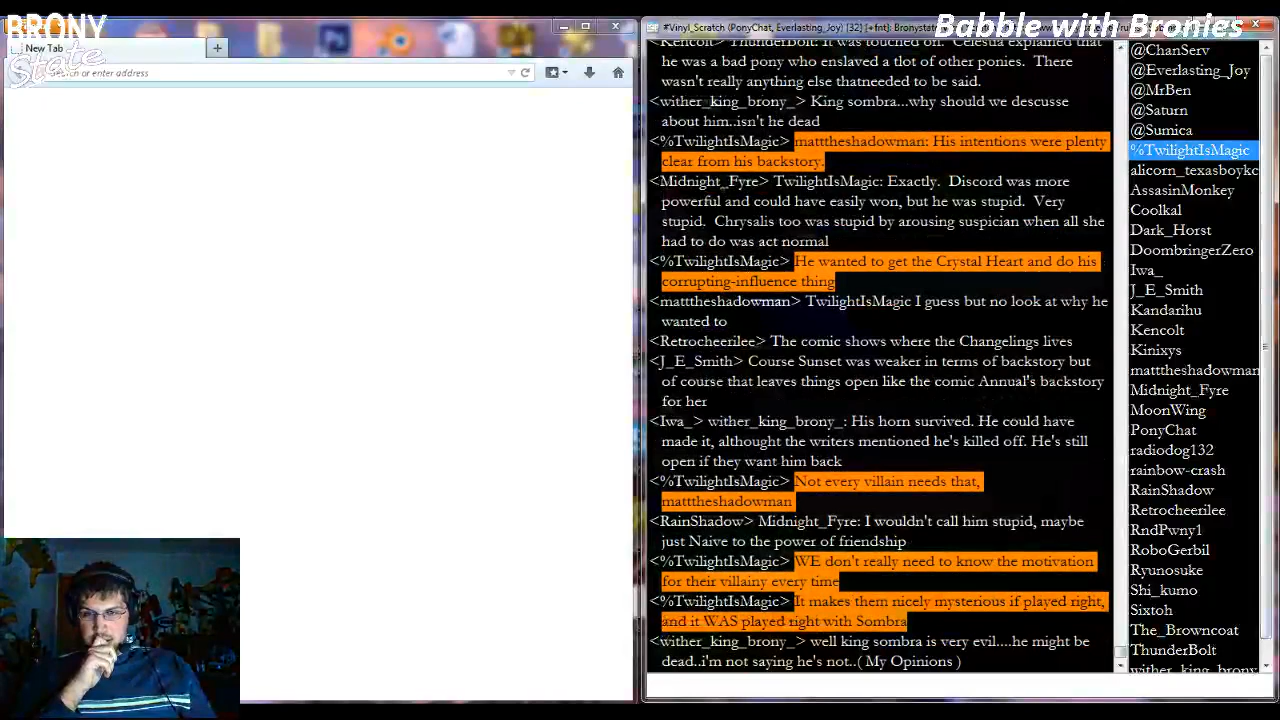 BRONY
State
New Tab
Search or enter address
#Vinyl_Scratch (PonyChat, Everlasting_Joy) [32] [+fnt]: Bronystate
Babble with Bronies
<Kencolt> ThunderBolt: It was touched on. Celestia explained that
he was a bad pony who enslaved a tlot of other ponies. There
wasn't really anything else thatneeded to be said.
<wither_king_brony_> King sombra...why should we descusse
about him..isn't he dead
<%TwilightIsMagic> matttheshadowman: His intentions were plenty
clear from his backstory.
<Midnight_Fyre> TwilightIsMagic: Exactly. Discord was more
powerful and could have easily won, but he was stupid. Very
stupid. Chrysalis too was stupid by arousing suspician when all she
had to do was act normal
<%TwilightIsMagic> He wanted to get the Crystal Heart and do his
corrupting-influence thing
<matttheshadowman> TwilightIsMagic I guess but no look at why he
wanted to
<Retrocheerilee> The comic shows where the Changelings lives
<J_E_Smith> Course Sunset was weaker in terms of backstory but
of course that leaves things open like the comic Annual's backstory
for her
<Iwa_> wither_king_brony_: His horn survived. He could have
made it, althought the writers mentioned he's killed off. He's still
open if they want him back
<%TwilightIsMagic> Not every villain needs that,
matttheshadowman
<RainShadow> Midnight_Fyre: I wouldn't call him stupid, maybe
just Naive to the power of friendship
<%TwilightIsMagic> WE don't really need to know the motivation
for their villainy every time
<%TwilightIsMagic> It makes them nicely mysterious if played right,
and it WAS played right with Sombra
<wither_king_brony_> well king sombra is very evil....he might be
dead..i'm not saying he's not..( My Opinions )
@ChanServ
@Everlasting_Joy
@MrBen
@Saturn
@Sumica
%TwilightIsMagic
alicorn_texasboykc
AssasinMonkey
Coolkal
Dark_Horst
DoombringerZero
Iwa_
J_E_Smith
Kandarihu
Kencolt
Kinixys
matttheshadowman
Midnight_Fyre
MoonWing
PonyChat
radiodog132
rainbow-crash
RainShadow
Retrocheerilee
RndPwny1
RoboGerbil
Ryunosuke
Shi_kumo
Sixtoh
The_Browncoat
ThunderBolt
wither_king_brony